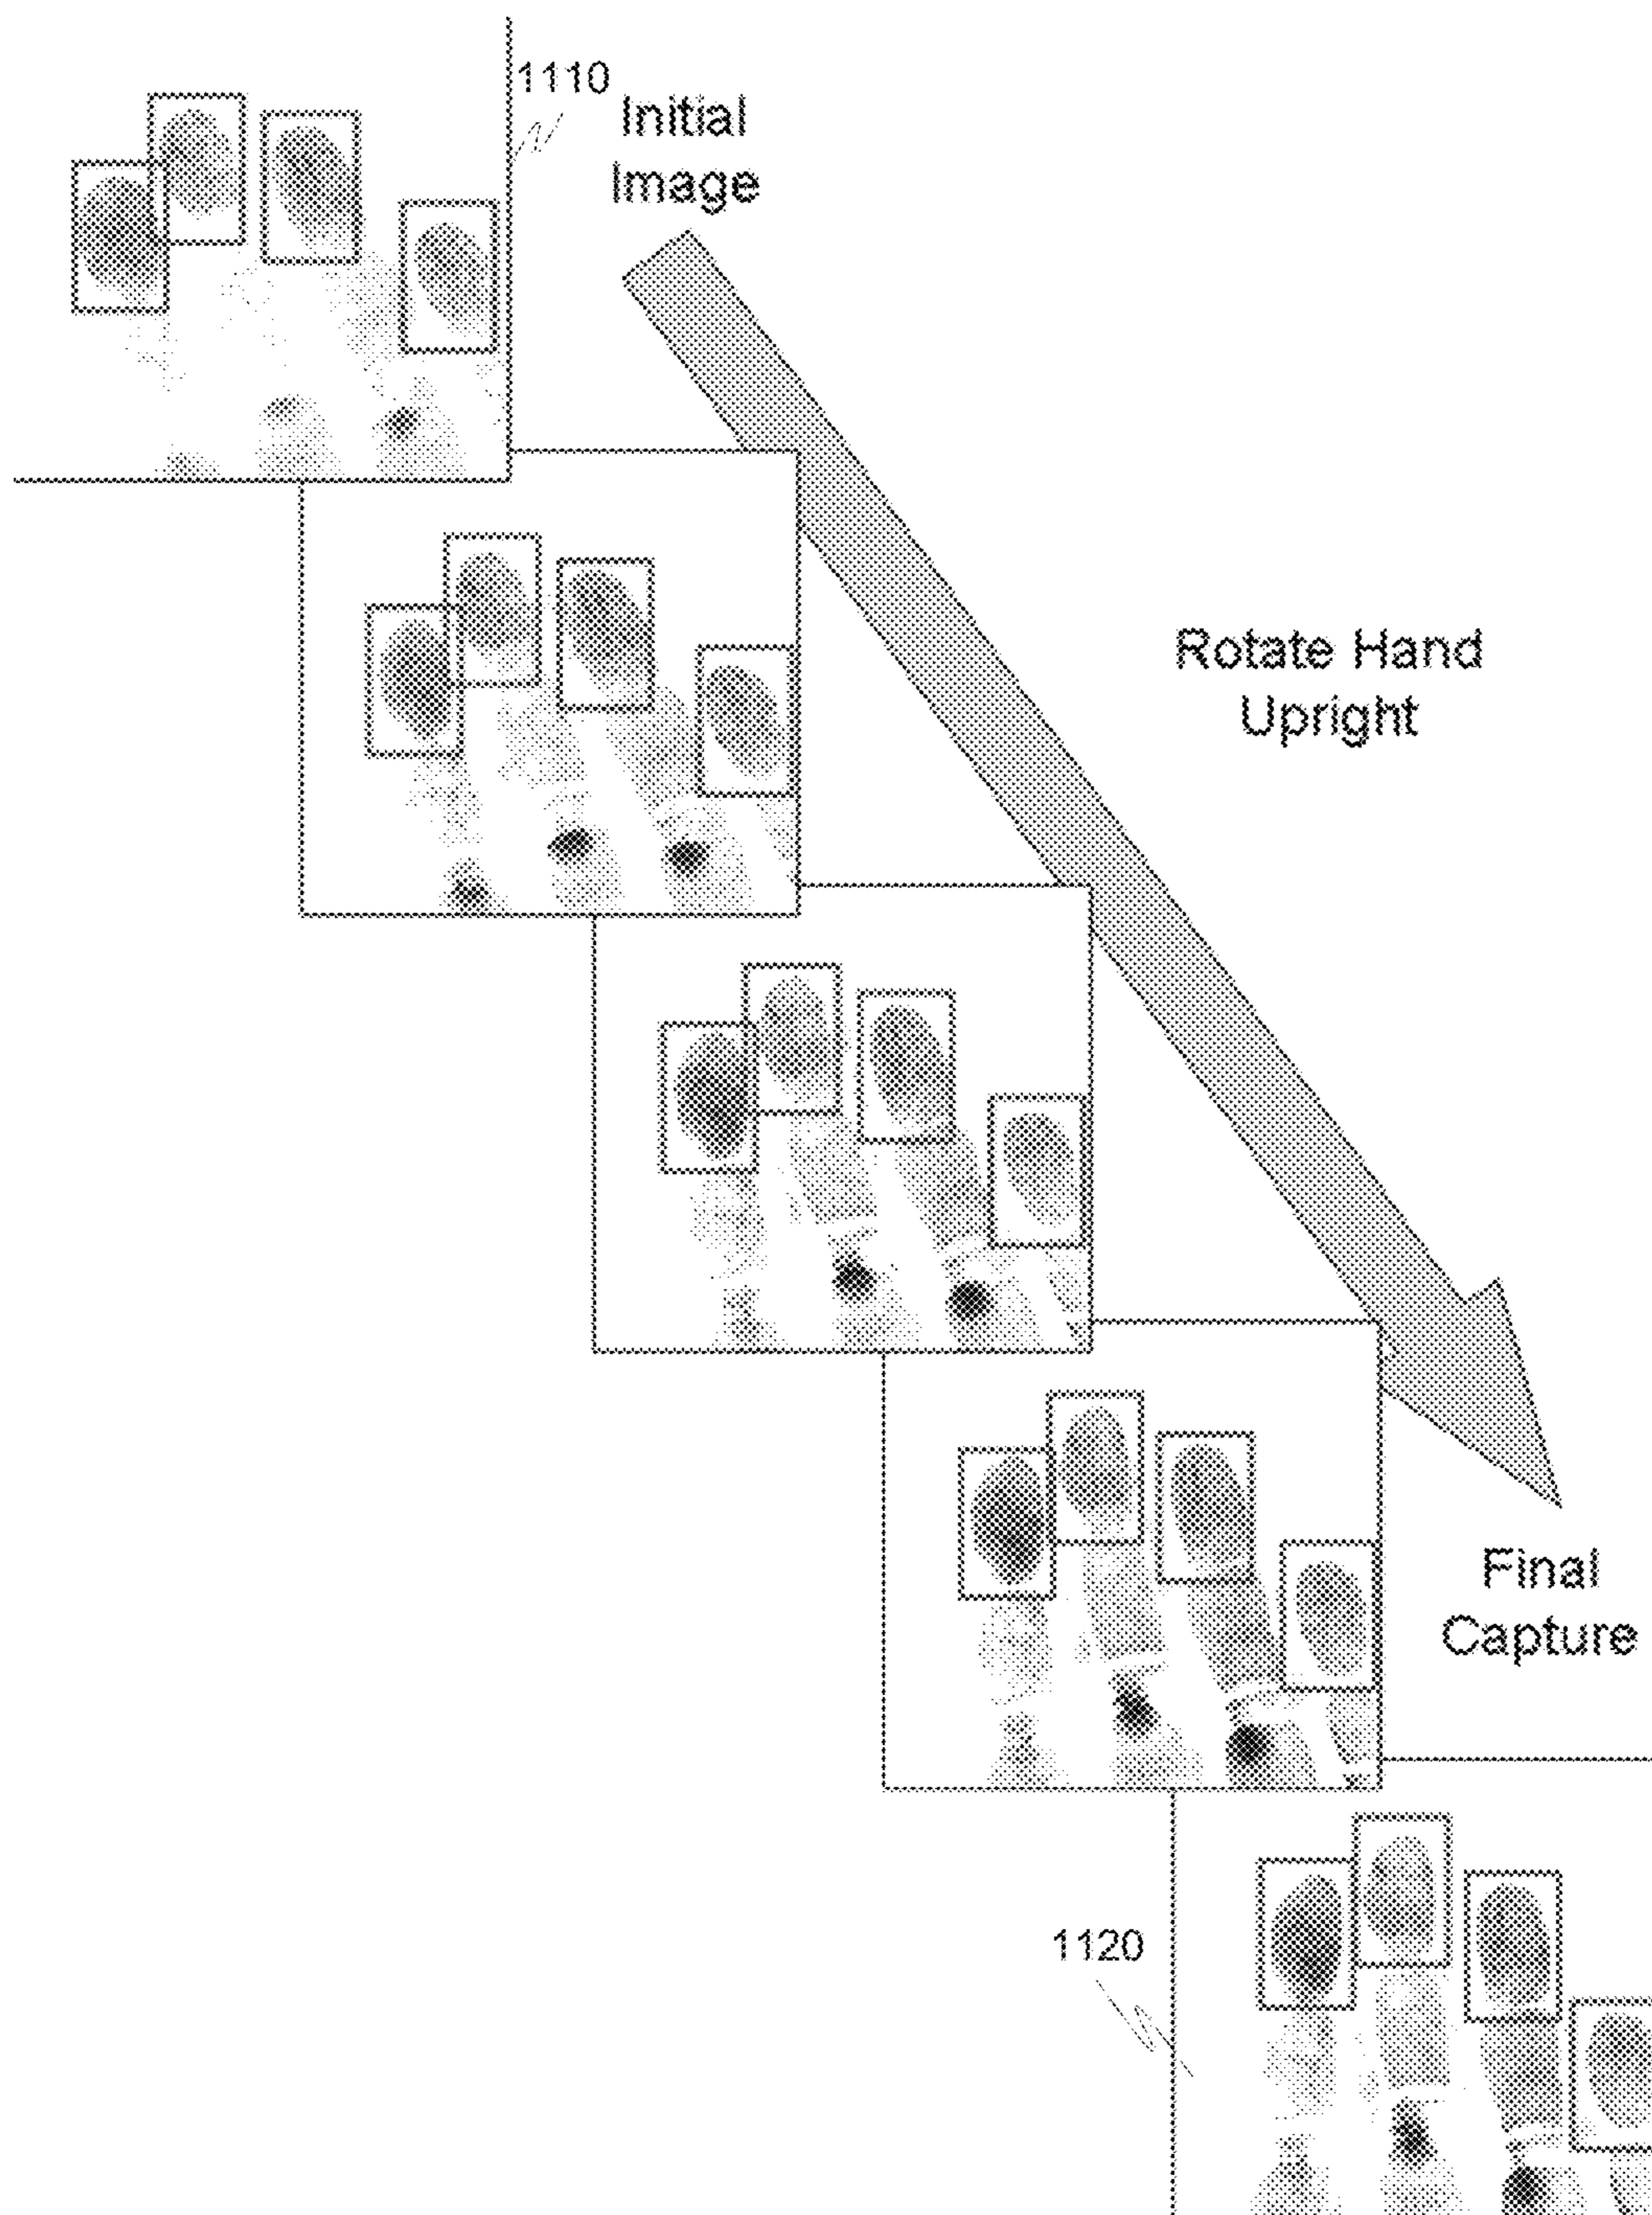 1110
Initial
Image
Rotate Hand
Upright
Final
Capture
1120